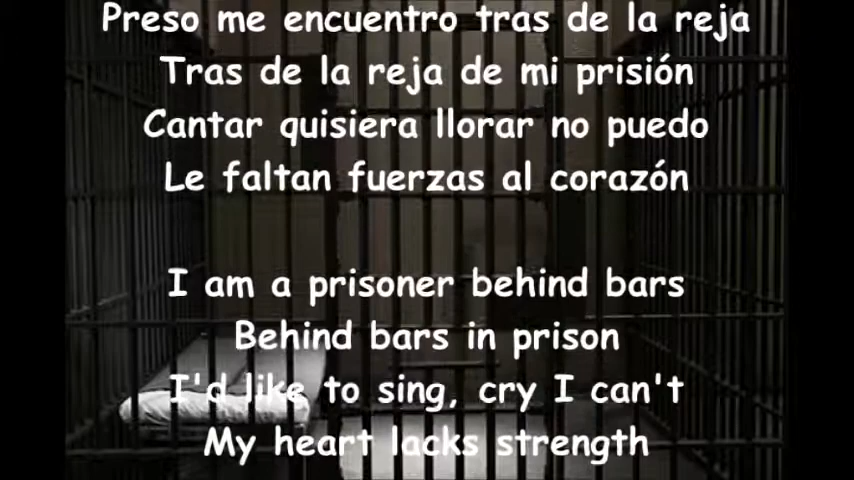 Preso me encuentro tras de la reja
Tras de la reja de mi prisión
Cantar quisiera llorar no puedo
Le faltan fuerzas al corazón
I am a prisoner behind bars
Behind bars in prison
I'd like to sing, cry I can't
My heart lacks strength